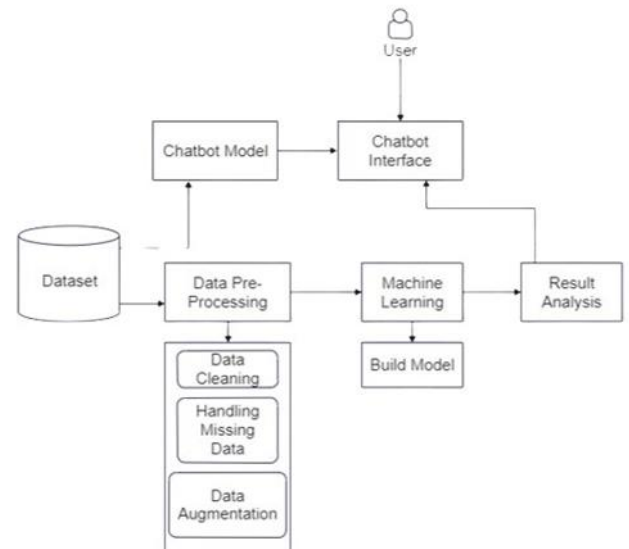 User
Chatbot Model
Chatbot
Interface
Dataset
Data Pre-
Processing
Machine
Learning
Result
Analysis
Build Model
Data
Cleaning
Handling
Missing
Data
Data
Augmentation